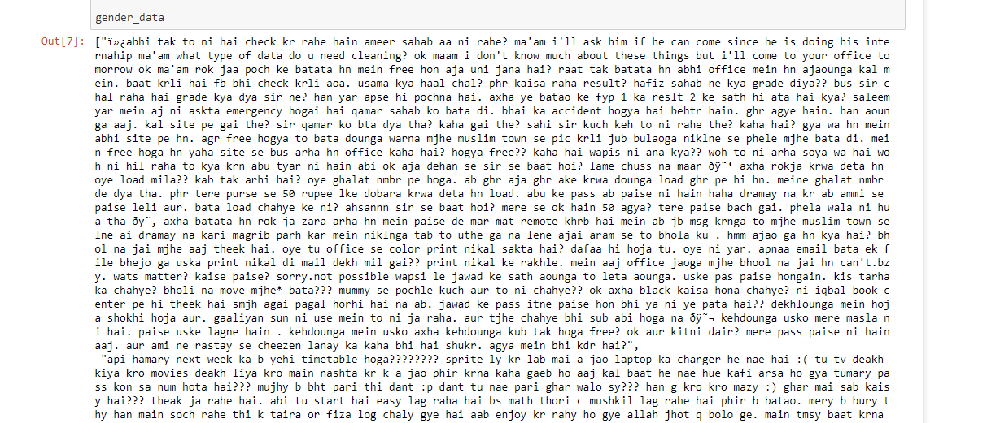 gender_data
Out[7]: ["ï»¿abhi tak to ni hai check kr rahe hain ameer sahab aa ni rahe? ma'am i'll ask him if he can come since he is doing his inte
rnahip ma'am what type of data do u need cleaning? ok maam i don't know much about these things but i'll come to your office to
morrow ok ma'am rok jaa poch ke batata hn mein free hon aja uni jana hai? raat tak batata hn abhi office mein hn ajaounga kal m
ein. baat krli hai fb bhi check krli aoa. usama kya haal chal? phr kaisa raha result? hafiz sahab ne kya grade diya?? bus sir c
hal raha hai grade kya dya sir ne? han yar apse hi pochna hai. axha ye batao ke fyp 1 ka reslt 2 ke sath hi ata hai kya? saleem
yar mein aj ni askta emergency hogai hai qamar sahab ko bata di. bhai ka accident hogya hai behtr hain. ghr agye hain. han aoun
ga aaj. kal site pe gai the? sir qamar ko bta dya tha? kaha gai the? sahi sir kuch keh to ni rahe the? kaha hai? gya wa hn mein
abhi site pe hn. agr free hogya to bata dounga warna mjhe muslim town se pic krli jub bulaoga niklne se phele mjhe bata di. mei
n free hoga hn yaha site se bus arha hn office kaha hai? hogya free?? kaha hai wapis ni ana kya?? woh to ni arha soya wa hai wo
h ni hil raha to kya krn abu tyar ni hain abi ok aja dehan se sir se baat hoi? lame chuss na maar ðŸ˜‘ axha rokja krwa deta hn
oye load mila?? kab tak arhi hai? oye ghalat nmbr pe hoga. ab ghr aja ghr ake krwa dounga load ghr pe hi hn. meine ghalat nmbr
de dya tha. phr tere purse se 50 rupee lke dobara krwa deta hn load. abu ke pass ab paise ni hain haha dramay na kr ab ammi se
paise leli aur. bata load chahye ke ni? ahsannn sir se baat hoi? mere se ok hain 50 agya? tere paise bach gai. phela wala ni hu
a tha ðŸ˜‚ axha batata hn rok ja zara arha hn mein paise de mar mat remote khrb hai mein ab jb msg krnga to mjhe muslim town se
lne ai dramay na kari magrib parh kar mein niklnga tab to uthe ga na lene ajai aram se to bhola ku . hmm ajao ga hn kya hai? bh
ol na jai mjhe aaj theek hai. oye tu office se color print nikal sakta hai? dafaa hi hoja tu. oye ni yar. apnaa email bata ek f
ile bhejo ga uska print nikal di mail dekh mil gai?? print nikal ke rakhle. mein aaj office jaoga mjhe bhool na jai hn can't.bz
y. wats matter? kaise paise? sorry.not possible wapsi le jawad ke sath aounga to leta aounga. uske pas paise hongain. kis tarha
ka chahye? bholi na move mjhe* bata??? mummy se pochle kuch aur to ni chahye?? ok axha black kaisa hona chahye? ni iqbal book c
enter pe hi theek hai smjh agai pagal horhi hai na ab. jawad ke pass itne paise hon bhi ya ni ye pata hai?? dekhlounga mein hoj
a shokhi hoja aur. gaaliyan sun ni use mein to ni ja raha. aur tjhe chahye bhi sub abi hoga na ðŸ˜¬ kehdounga usko mere masla n
i hai. paise uske lagne hain . kehdounga mein usko axha kehdounga kub tak hoga free? ok aur kitni dair? mere pass paise ni hain
aaj. aur ami ne rastay se cheezen lanay ka kaha bhi hai shukr. agya mein bhi kdr hai?",
"api hamary next week ka b yehi timetable hoga???????? sprite ly kr lab mai a jao laptop ka charger he nae hai :( tu tv deakh
kiya kro movies deakh liya kro main nashta kr k a jao phir krna kaha gaeb ho aaj kal baat he nae hue kafi arsa ho gya tumary pa
ss kon sa num hota hai??? mujhy b bht pari thi dant :p dant tu nae pari ghar walo sy??? han g kro kro mazy :) ghar mai sab kais
y hai??? theak ja rahe hai. abi tu start hai easy lag raha hai bs math thori c mushkil lag rahe hai phir b batao. mery b bury t
hy han main soch rahe thi k taira or fiza log chaly gye hai aab enjoy kr rahy ho gye allah jhot q bolo ge. main tmsy baat krna